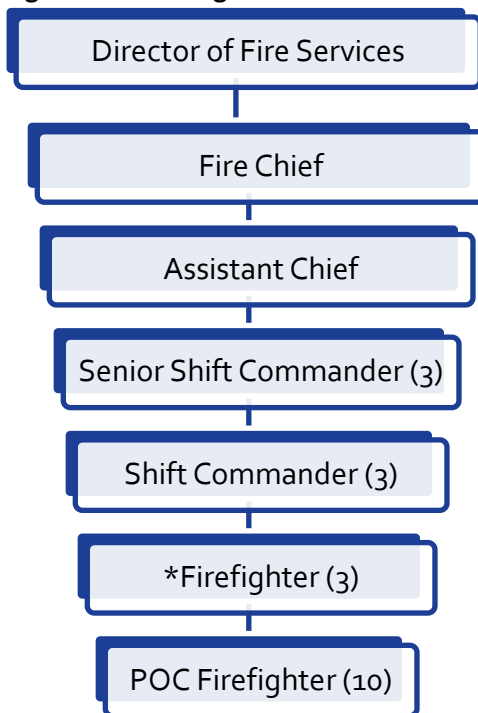 Director of Fire Services
Fire Chief
Assistant Chief
Senior Shift Commander (3)
Shift Commander (3)
*Firefighter (3)
POC Firefighter (10)